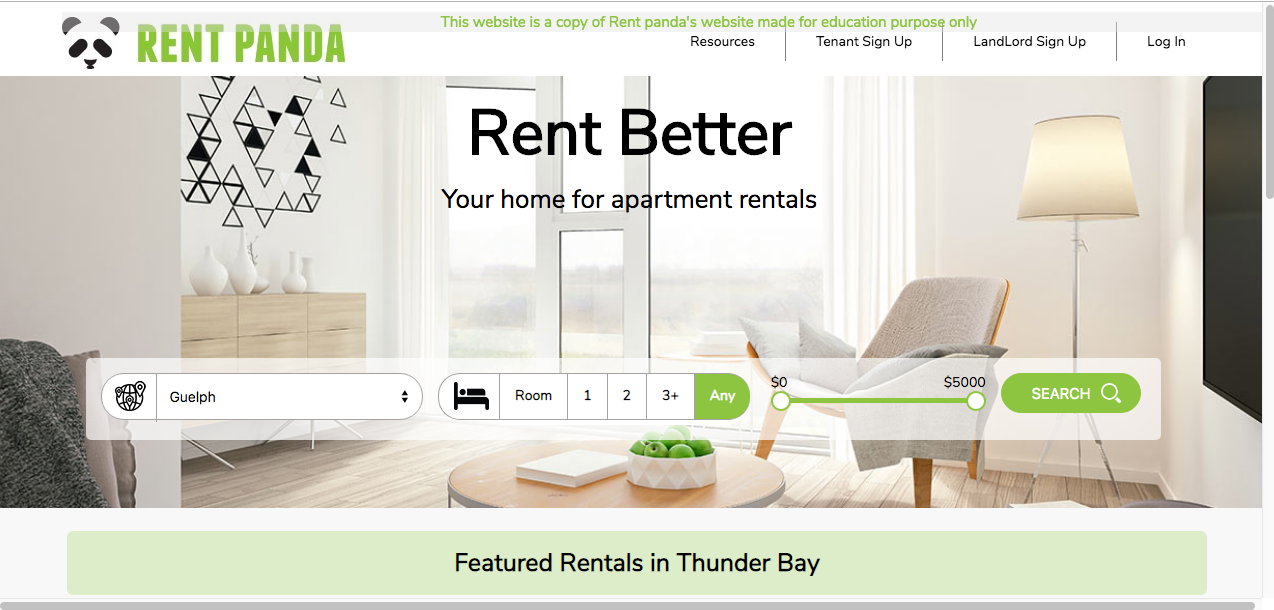 This website is a copy of Rent panda's website made for education purpose only
RENT PANDA
Resources
Tenant Sign Up
LandLord Sign Up
Log In
Rent Better
Your home for apartment rentals
Guelph
Room
1
2
3+
Any
$0
$5000
SEARCH
Featured Rentals in Thunder Bay